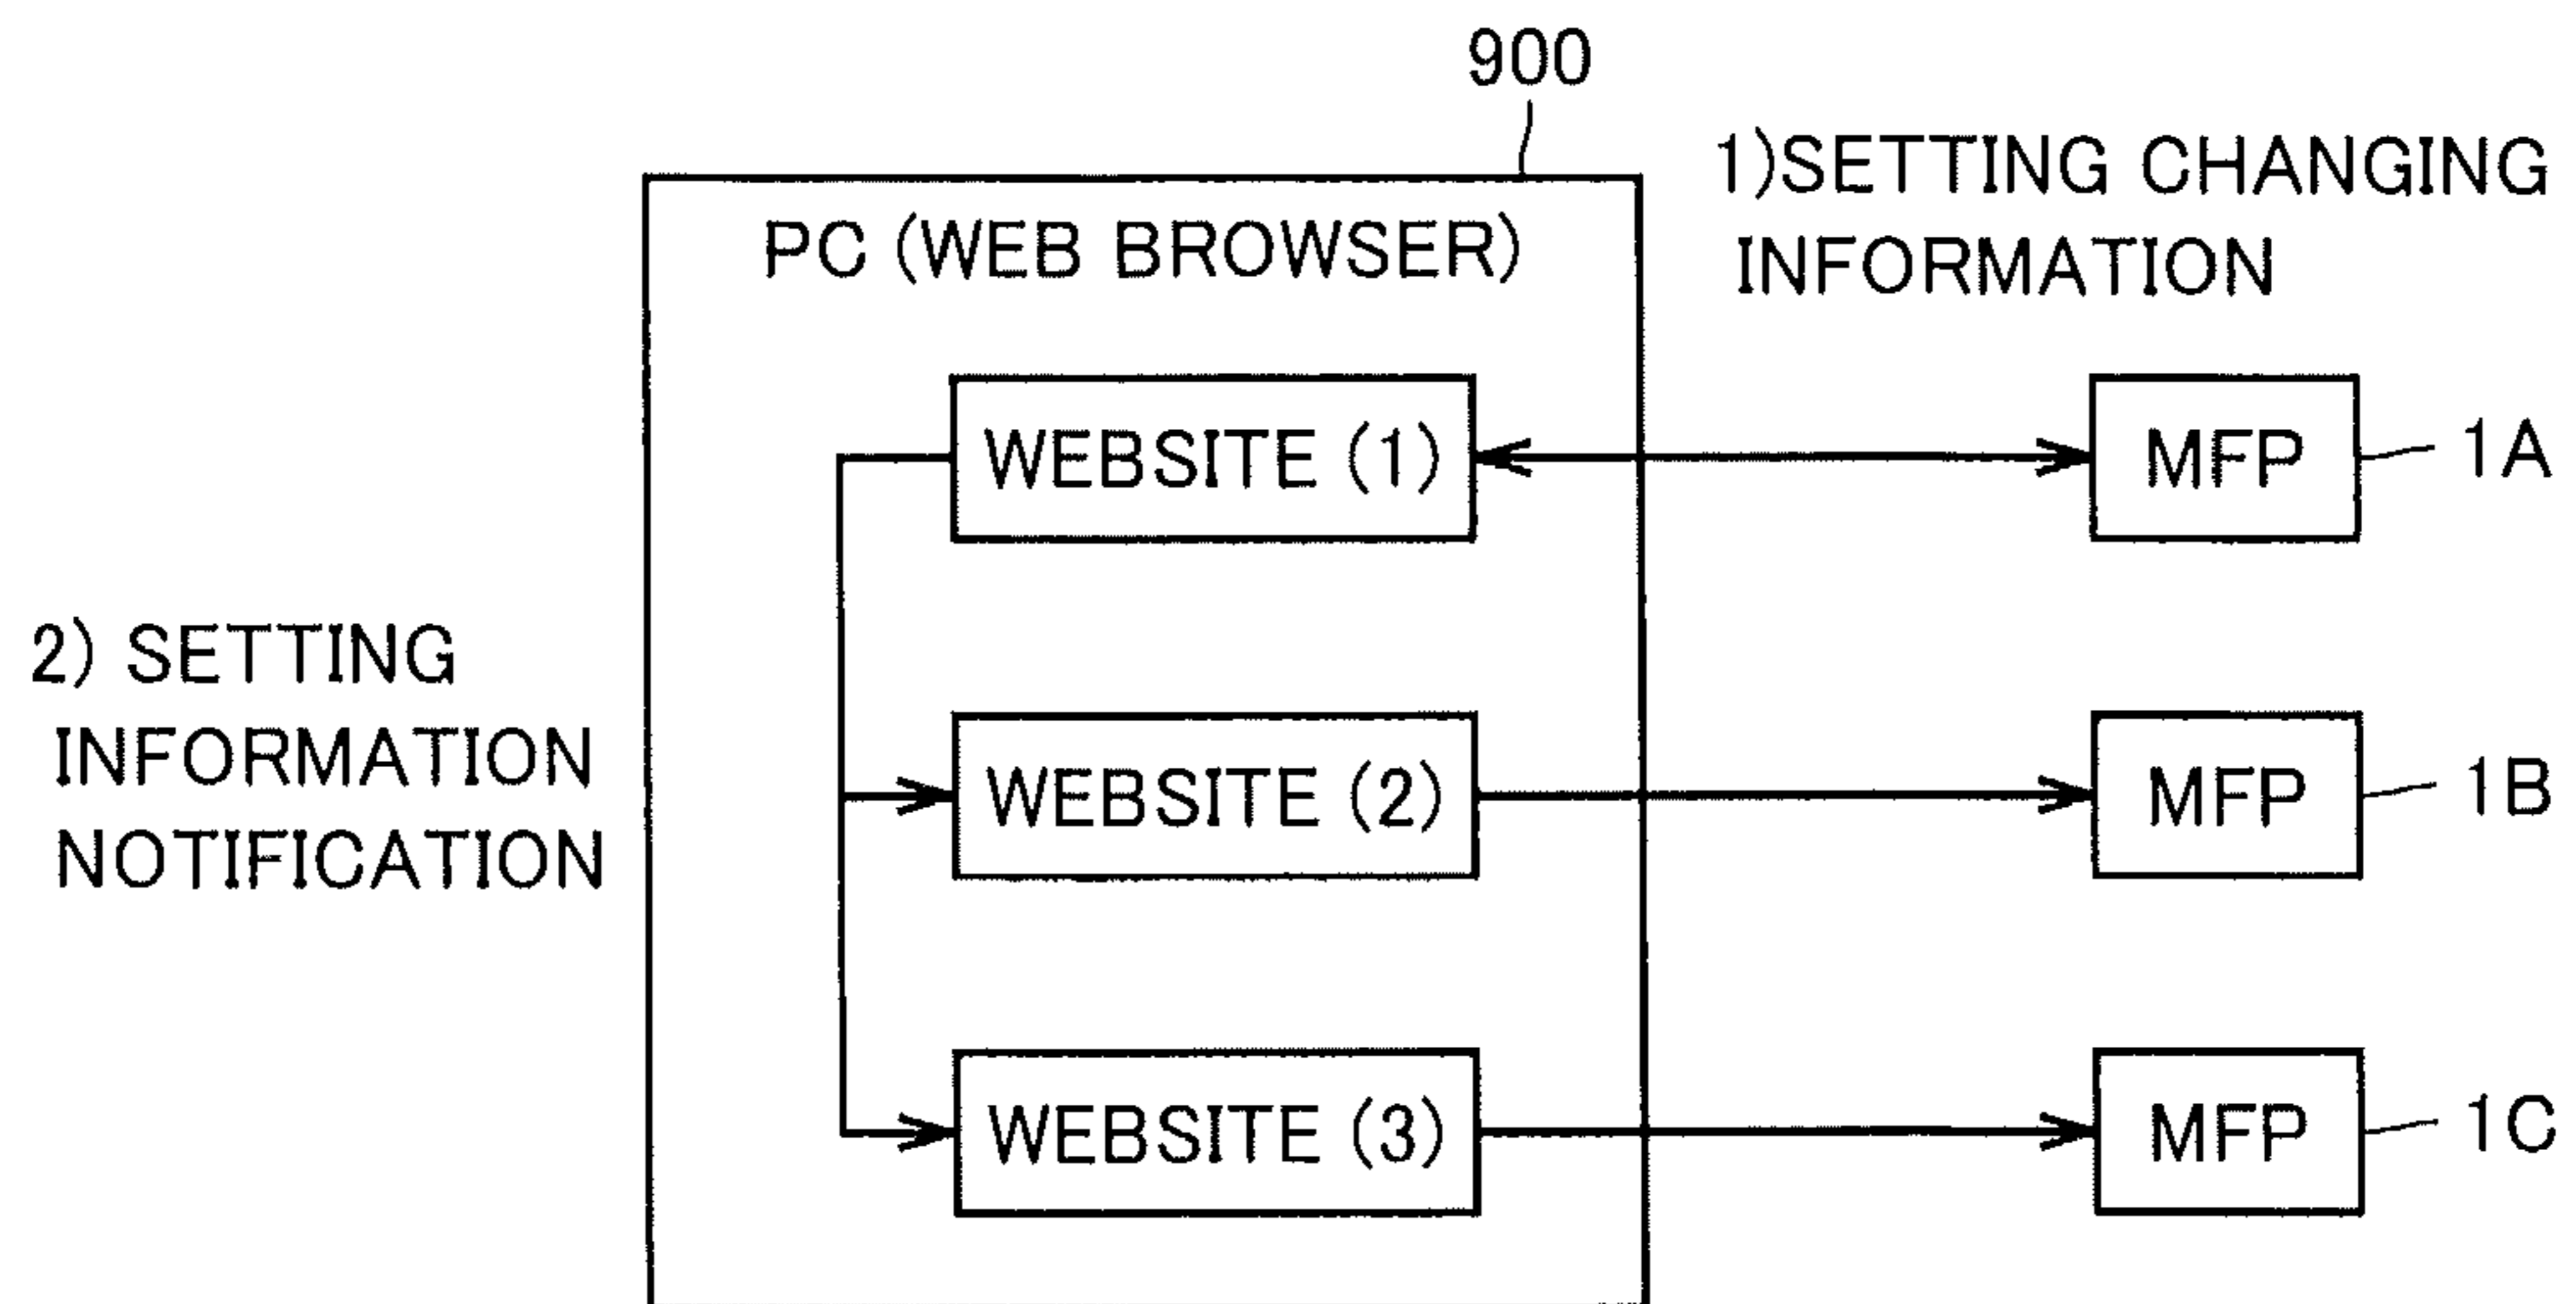 900
1)SETTING CHANGING
INFORMATION
PC (WEB BROWSER)
WEBSITE (1)
MFP
1A
2) SETTING
INFORMATION
NOTIFICATION
WEBSITE (2)
MFP
1B
WEBSITE (3)
MFP
1C